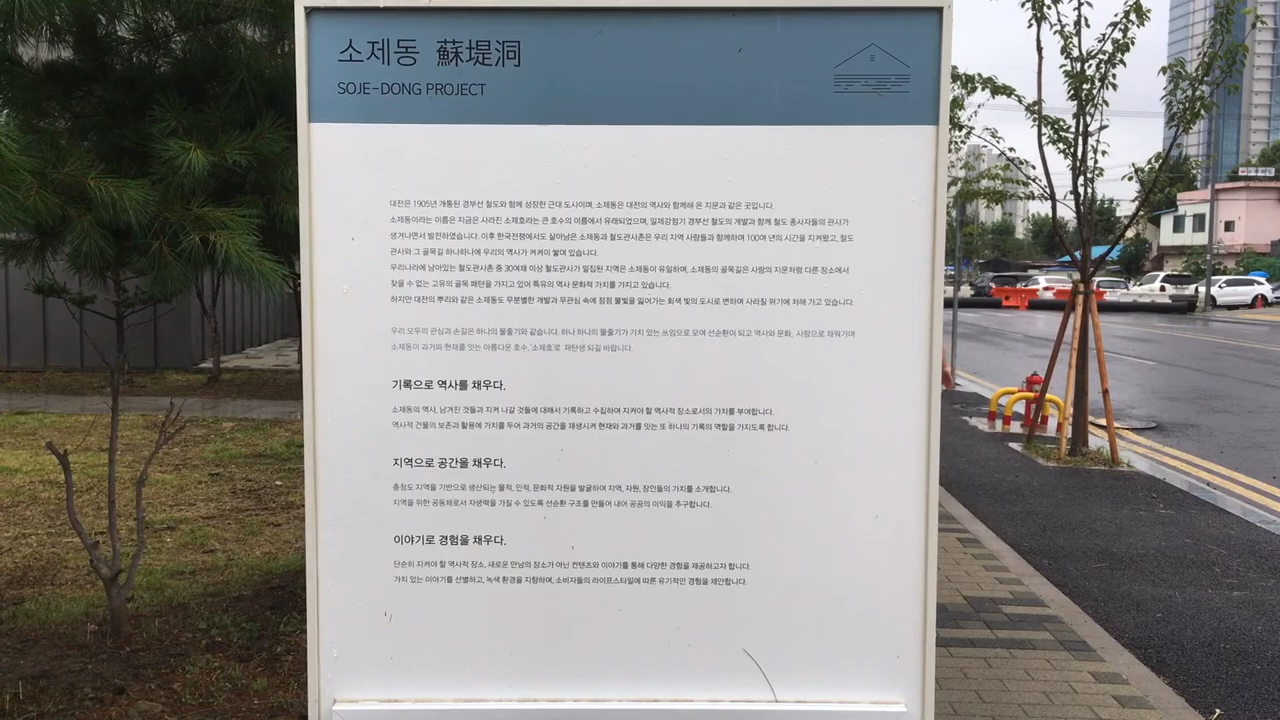 소제동 蘇堤洞
SOJE-DONG PROJECT
대전은 1905년 개통된 경부선 철도와 함께 성장한 근대 도시이며, 소제동은 대전의 역사와 함께해 온 지문과 같은 곳입니다.
소제동이라는 이름은 지금은 사라진 소제호라는 큰 호수의 이름에서 유래되었으며, 일제강점기 경부선 철도의 개발과 함께 철도 종사자들의 관사가
생겨나면서 발전하였습니다. 이후 한국전쟁에서도 살아남은 소제동과 철도관사촌은 우리 지역 사람들과 함께하며 100여 년의 시간을 지켜왔고, 철도
관사와 그 골목길 하나하나에 우리의 역사가 켜켜이 쌓여 있습니다.
우리나라에 남아있는 철도관사촌 중 30여채 이상 철도관사가 밀집된 지역은 소제동이 유일하며, 소제동의 골목길은 사람의 지문처럼 다른 장소에서
찾을 수 없는 고유의 골목 패턴을 가지고 있어 특유의 역사 문화적 가치를 가지고 있습니다.
하지만 대전의 뿌리와 같은 소제동도 무분별한 개발과 무관심 속에 점점 불빛을 잃어가는 회색 빛의 도시로 변하며 사라질 위기에 처해 가고 있습니다.
우리 모두의 관심과 손길은 하나의 물줄기와 같습니다. 하나 하나의 물줄기가 가치 있는 쓰임으로 모여 선순환이 되고 역사와 문화, 사람으로 채워가며
소제동이 과거와 현재를 잇는 아름다운 호수, '소제호'로 재탄생 되길 바랍니다.
기록으로 역사를 채우다.
소제동의 역사, 남겨진 것들과 지켜 나갈 것들에 대해서 기록하고 수집하여 지켜야 할 역사적 장소로서의 가치를 부여합니다.
역사적 건물의 보존과 활용에 가치를 두어 과거의 공간을 재생시켜 현재와 과거를 잇는 또 하나의 기록의 역할을 가지도록 합니다.
지역으로 공간을 채우다.
충청도 지역을 기반으로 생산되는 물적, 인적, 문화적 자원을 발굴하여 지역, 자원, 장인들의 가치를 소개합니다.
지역을 위한 공동체로서 자생력을 가질 수 있도록 선순환 구조를 만들어 내어 공공의 이익을 추구합니다.
이야기로 경험을 채우다.
단순히 지켜야 할 역사적 장소, 새로운 만남의 장소가 아닌 컨텐츠와 이야기를 통해 다양한 경험을 제공하고자 합니다.
가치 있는 이야기를 선별하고, 녹색 환경을 지향하며, 소비자들의 라이프스타일에 따른 유기적인 경험을 제안합니다.